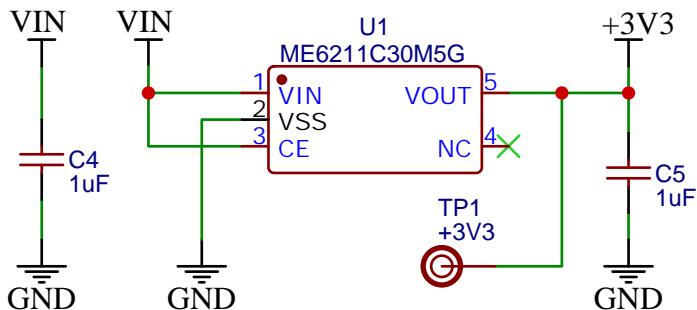 VIN
VIN
U1
ME6211C30M5G
+3V3
1
VIN
VOUT
5
2
VSS
3
CE
NC
4
C4
1uF
C5
1uF
TP1
+3V3
GND
GND
GND